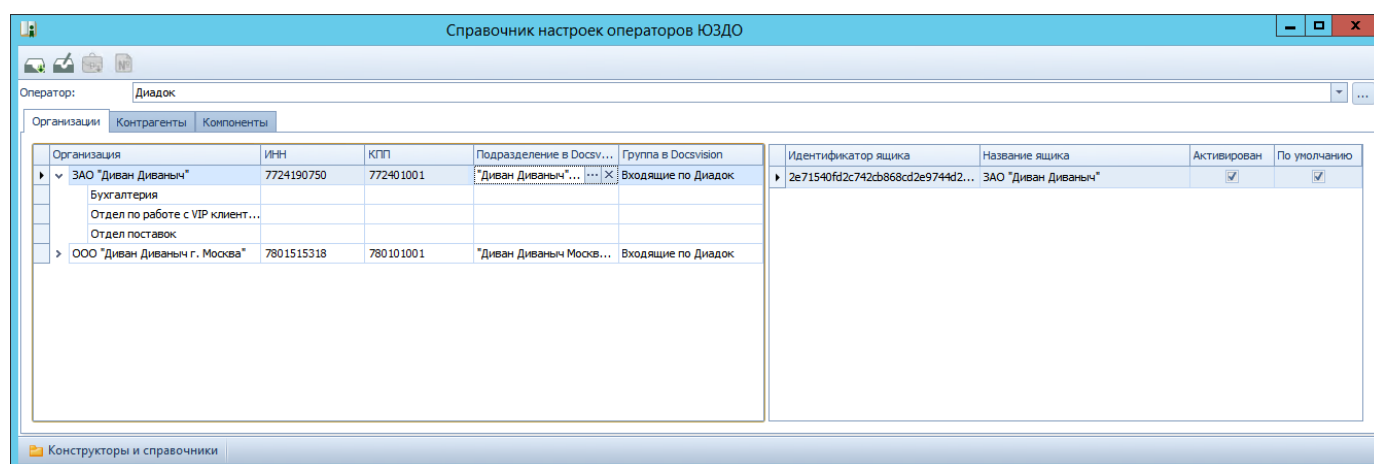 Справочник настроек операторов ЮЗДО
x
Оператор: Диадок ...
Организации Контрагенты Компоненты
Организация ИНН КПП Подразделение в Docsv... Группа в Docsvision Идентификатор ящика Название ящика Активирован По умолчанию
ЗАО "Диван Диваныч" 7724190750 772401001 "Диван Диваныч"... ... Входящие по Диадок 2e71540fd2c742cb868cd2e9744d2... ЗАО "Диван Диваныч"
Бухгалтерия
Отдел по работе с VIP клиент...
Отдел поставок
ООО "Диван Диваныч г. Москва" 7801515318 780101001 "Диван Диваныч Москв... Входящие по Диадок
Конструкторы и справочники